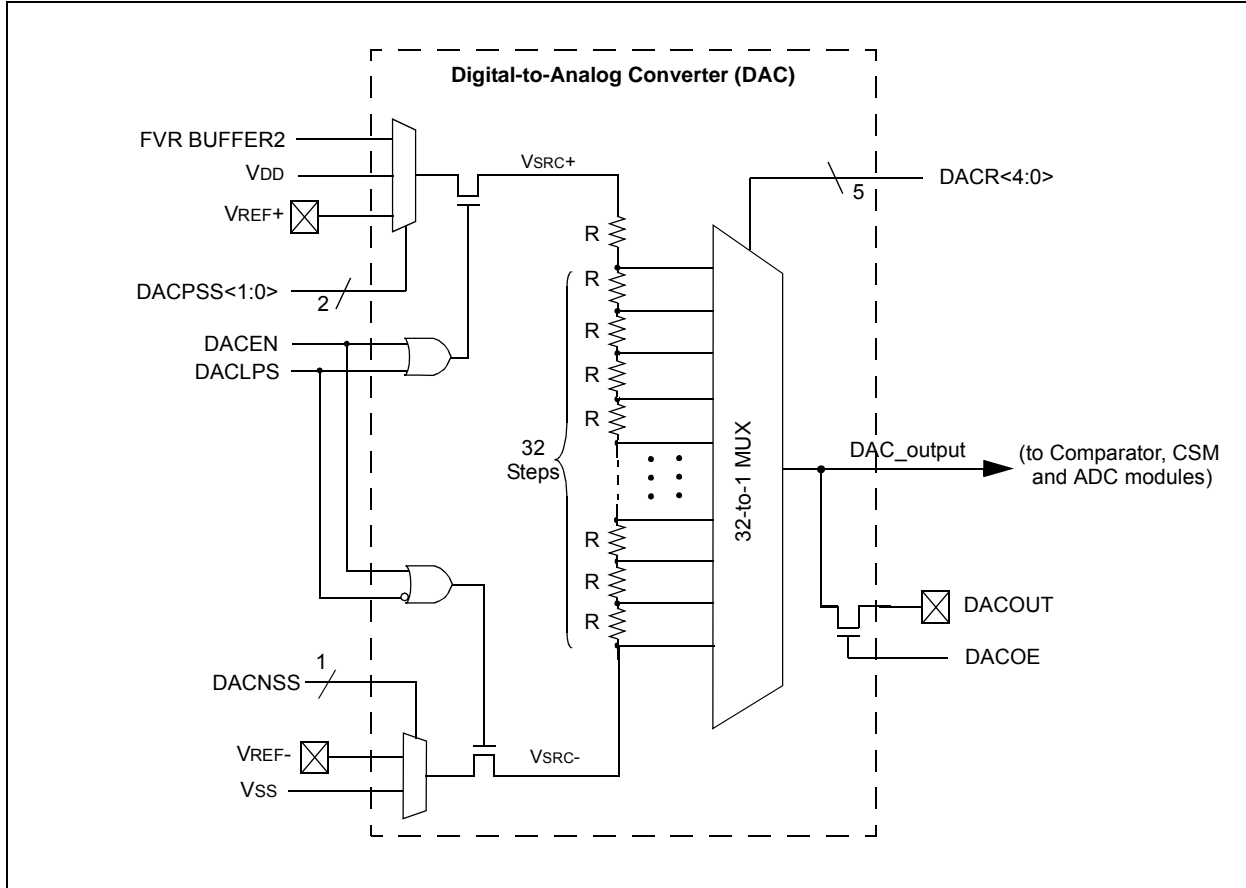 Digital-to-Analog Converter (DAC)
FVR BUFFER2
VDD
VREF+
VSRC+
DACR<4:0>
5
DACPSS<1:0>
2
DACEN
DACLPS
R
R
R
R
R
32
Steps
32-to-1 MUX
DAC_output
(to Comparator, CSM
and ADC modules)
R
R
R
DACOUT
DACOE
DACNSS
1
VREF-
VSRC-
VSS